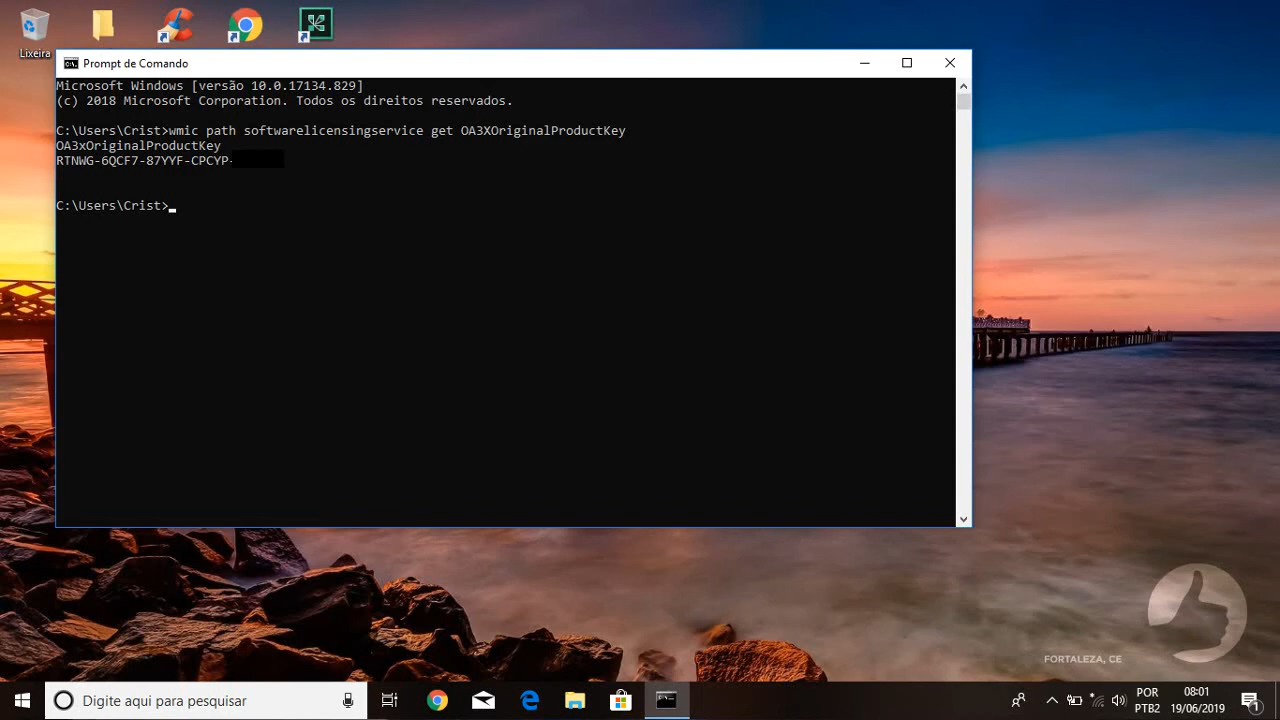 Lixeira
Prompt de Comando
Microsoft Windows [versão 10.0.17134.829]
(c) 2018 Microsoft Corporation. Todos os direitos reservados.
C:\Users\Crist>wmic path softwarelicensingservice get OA3XOriginalProductKey
OA3xOriginalProductKey
RTNWG-6QCF7-87YYF-CPCYP-
C:\Users\Crist>
FORTALEZA, CE
Digite aqui para pesquisar
POR
PTB2
08:01
19/06/2019
1